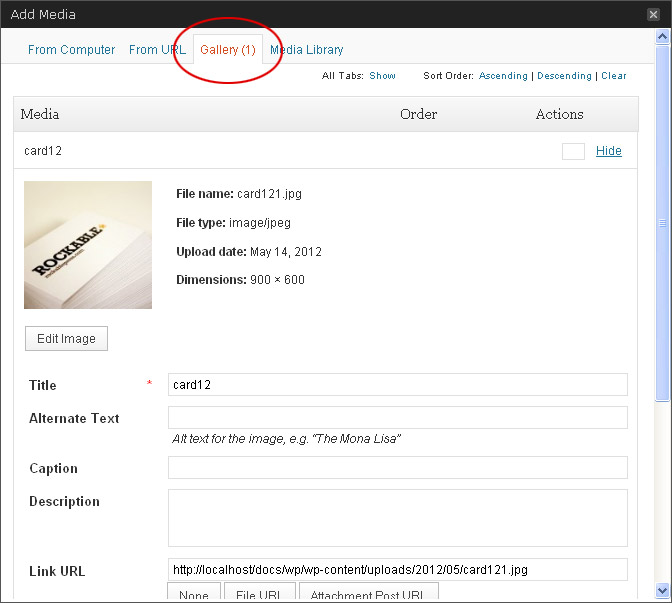 Add Media
From Computer From URL Gallery (1) Media Library
All Tabs: Show Sort Order: Ascending | Descending | Clear
Media Order Actions
card12 Hide
ROCKABLE
File name: card121.jpg
File type: image/jpeg
Upload date: May 14, 2012
Dimensions: 900 × 600
Edit Image
Title * card12
Alternate Text
Alt text for the image, e.g. "The Mona Lisa"
Caption
Description
Link URL http://localhost/docs/wp/wp-content/uploads/2012/05/card121.jpg
None File URL Attachment Post URL